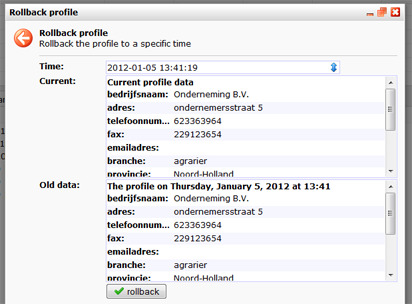 Rollback profile
Rollback profile
Rollback the profile to a specific time
Time: 2012-01-05 13:41:19
Current: Current profile data
bedrijfsnaam: Onderneming B.V.
adres: ondernemersstraat 5
telefoonnum... 623363964
fax: 229123654
emailadres:
branche: agrarier
provincie: Noord-Holland
Old data: The profile on Thursday, January 5, 2012 at 13:41
bedrijfsnaam: Onderneming B.V.
adres: ondernemersstraat 5
telefoonnum... 623363964
fax: 229123654
emailadres:
branche: agrarier
provincie: Noord-Holland
rollback